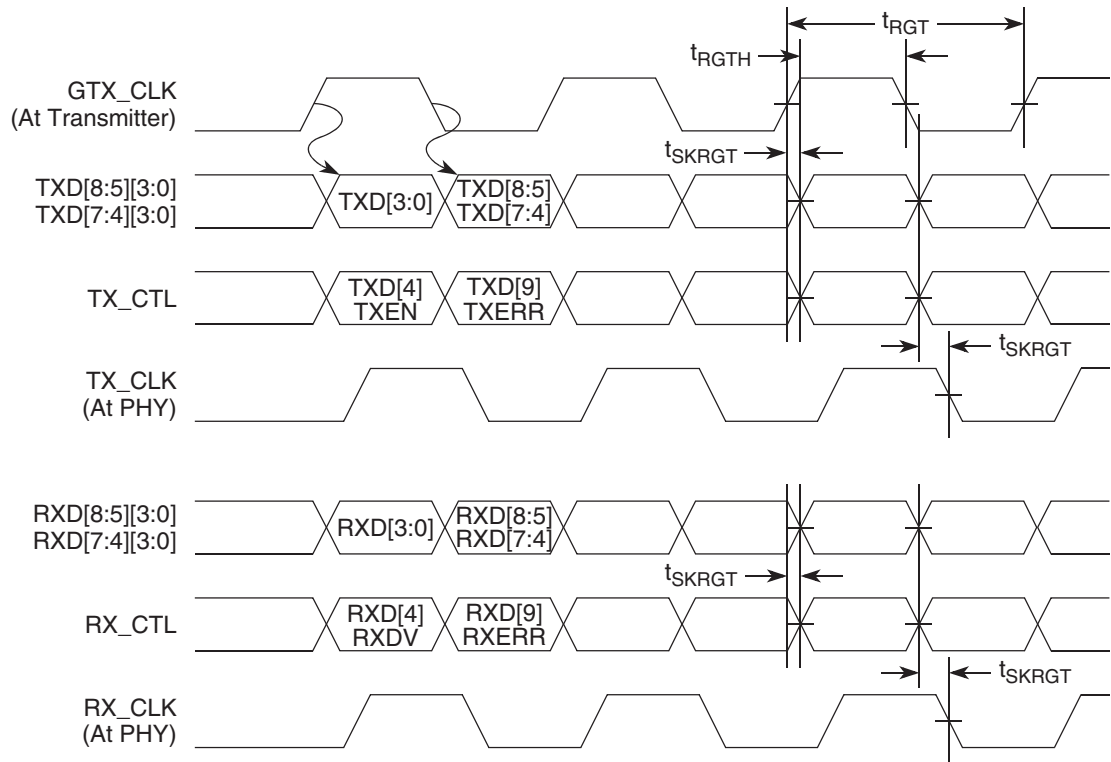 tRGT
tRGTH
GTX_CLK
(At Transmitter)
tSKRGT
TXD[8:5][3:0]
TXD[7:4][3:0]
TXD[3:0]
TXD[8:5]
TXD[7:4]
TX_CTL
TXD[4]
TXEN
TXD[9]
TXERR
tSKRGT
TX_CLK
(At PHY)
RXD[8:5][3:0]
RXD[7:4][3:0]
RXD[3:0]
RXD[8:5]
RXD[7:4]
tSKRGT
RX_CTL
RXD[4]
RXDV
RXD[9]
RXERR
tSKRGT
RX_CLK
(At PHY)